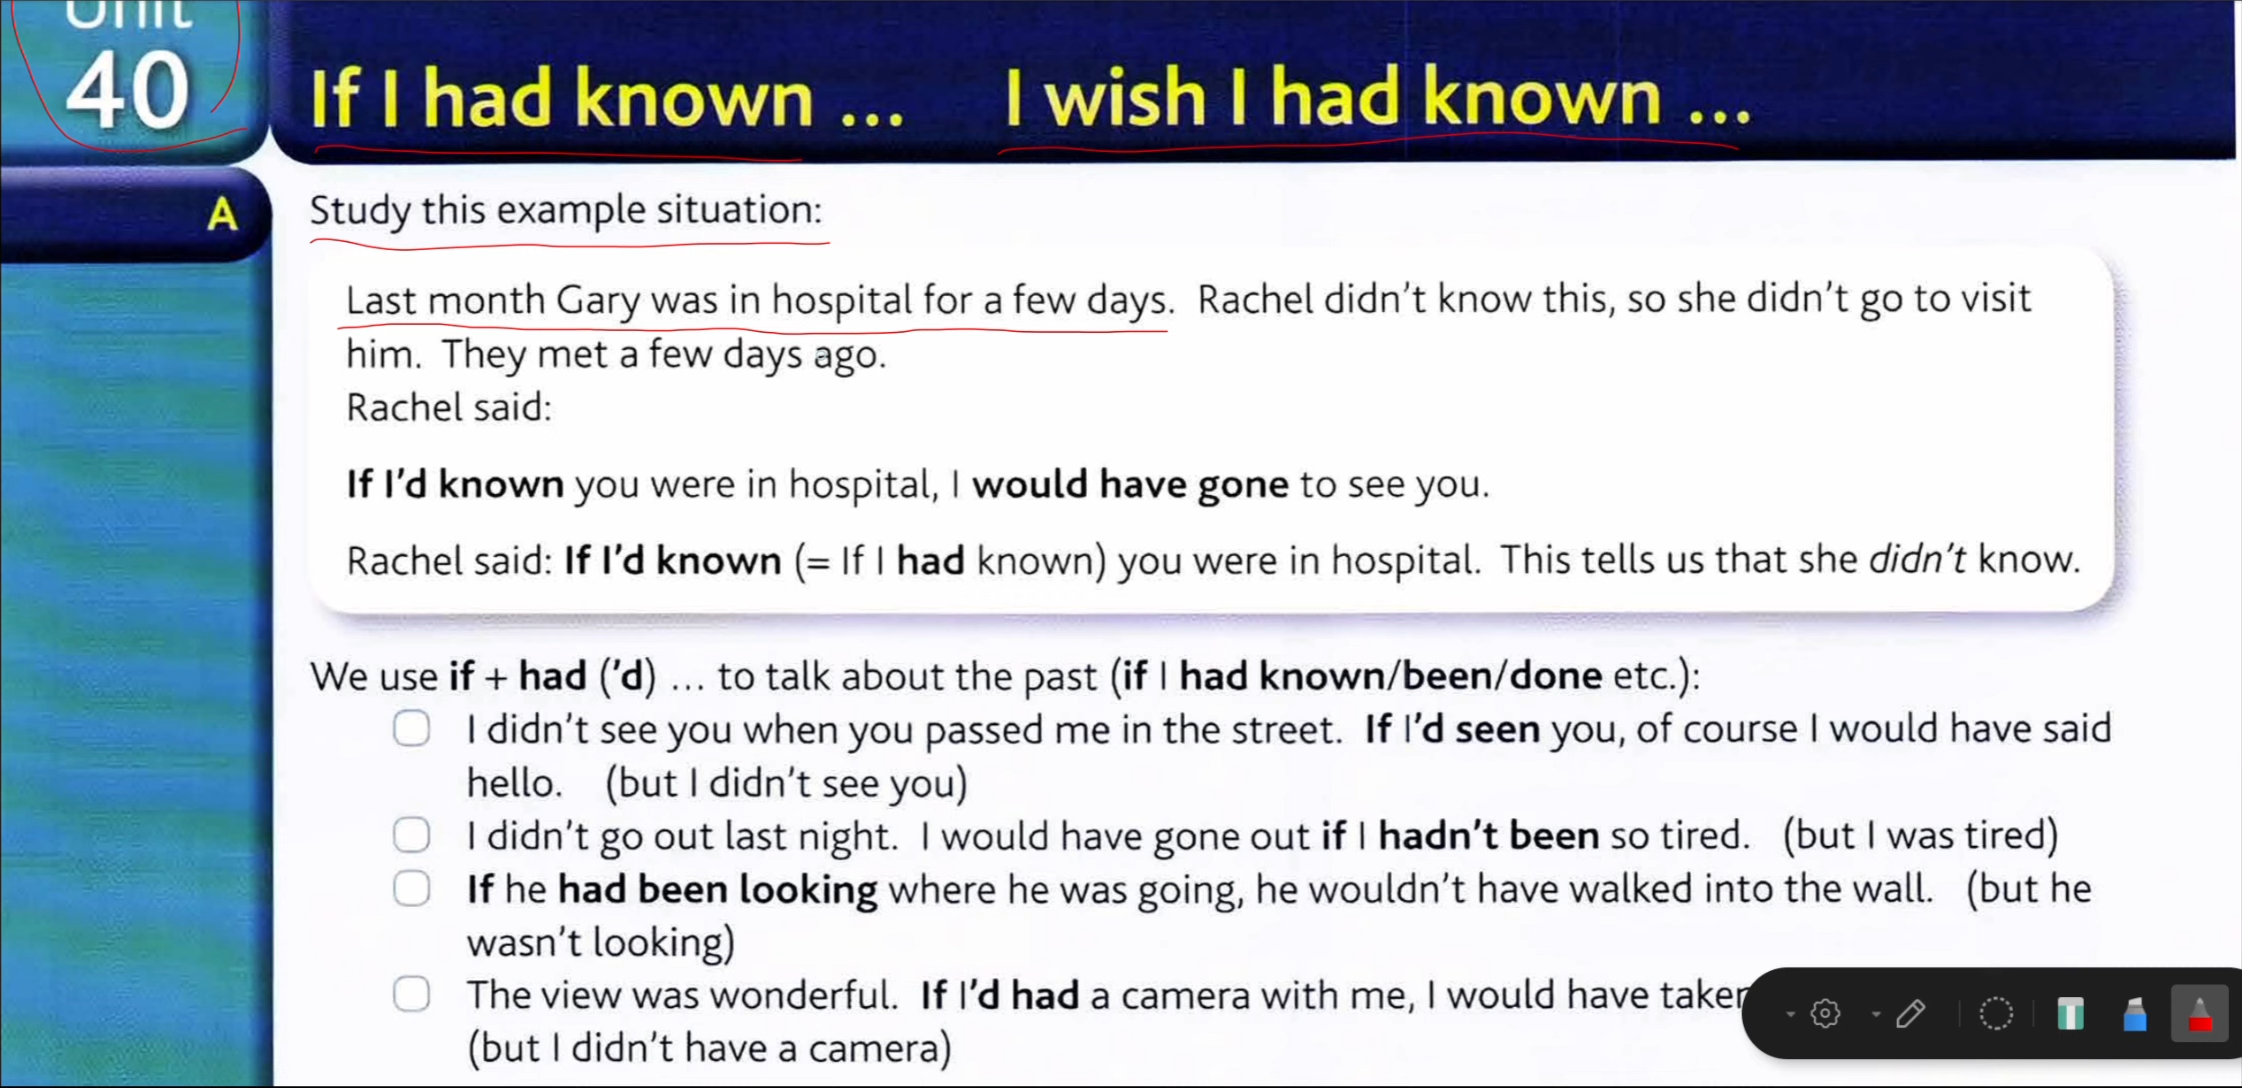 Unit
40
If I had known ... I wish I had known ...
A
Study this example situation:
Last month Gary was in hospital for a few days. Rachel didn't know this, so she didn't go to visit
him. They met a few days ago.
Rachel said:
If I'd known you were in hospital, I would have gone to see you.
Rachel said: If I'd known (= If I had known) you were in hospital. This tells us that she didn't know.
We use if + had ('d) ... to talk about the past (if I had known/been/done etc.):
I didn't see you when you passed me in the street. If I'd seen you, of course I would have said
hello. (but I didn't see you)
I didn't go out last night. I would have gone out if I hadn't been so tired. (but I was tired)
If he had been looking where he was going, he wouldn't have walked into the wall. (but he
wasn't looking)
The view was wonderful. If I'd had a camera with me, I would have taken
(but I didn't have a camera)